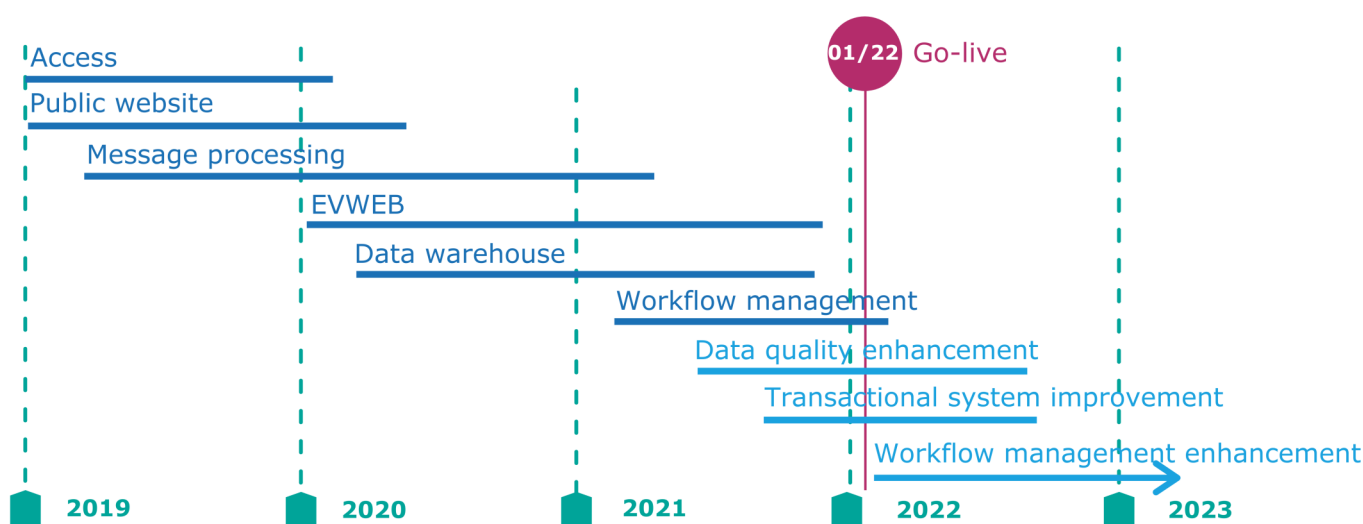 01/22 Go-live
Access
Public website
Message processing
EVWEB
Data warehouse
Workflow management
Data quality enhancement
Transactional system improvement
Workflow management enhancement
2019 2020 2021 2022 2023